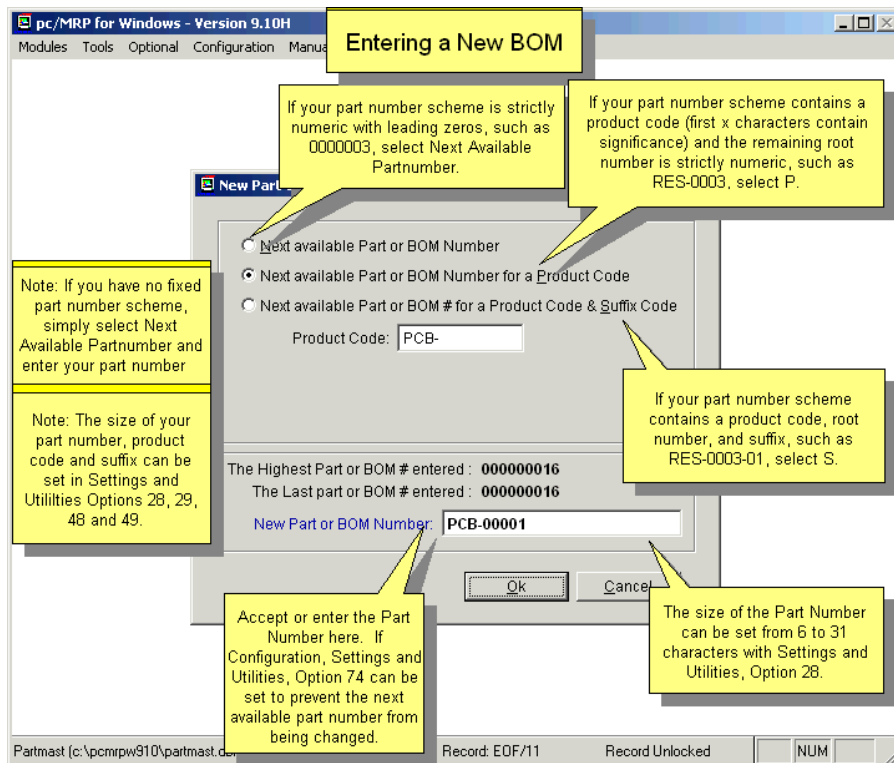 pc/MRP for Windows - Version 9.10H
Modules Tools Optional Configuration
Entering a New BOM
If your part number scheme is strictly
numeric with leading zeros, such as
0000003, select Next Available
Partnumber.
If your part number scheme contains a
product code (first x characters contain
significance) and the remaining root
number is strictly numeric, such as
RES-0003, select P.
New Part
Next available Part or BOM Number
Next available Part or BOM Number for a Product Code
Next available Part or BOM # for a Product Code & Suffix Code
Product Code: PCB-
Note: If you have no fixed
part number scheme,
simply select Next
Available Partnumber and
enter your part number
Note: The size of your
part number, product
code and suffix can be
set in Settings and
Utililties Options 28, 29,
48 and 49.
If your part number scheme
contains a product code, root
number, and suffix, such as
RES-0003-01, select S.
The Highest Part or BOM # entered : 000000016
The Last part or BOM # entered : 000000016
New Part or BOM Number: PCB-00001
Ok Cancel
Accept or enter the Part
Number here. If
Configuration, Settings and
Utilities, Option 74 can be
set to prevent the next
available part number from
being changed.
The size of the Part Number
can be set from 6 to 31
characters with Settings and
Utilities, Option 28.
Partmast (c:\pcmrpw910\partmast.db Record: EOF/11 Record Unlocked NUM